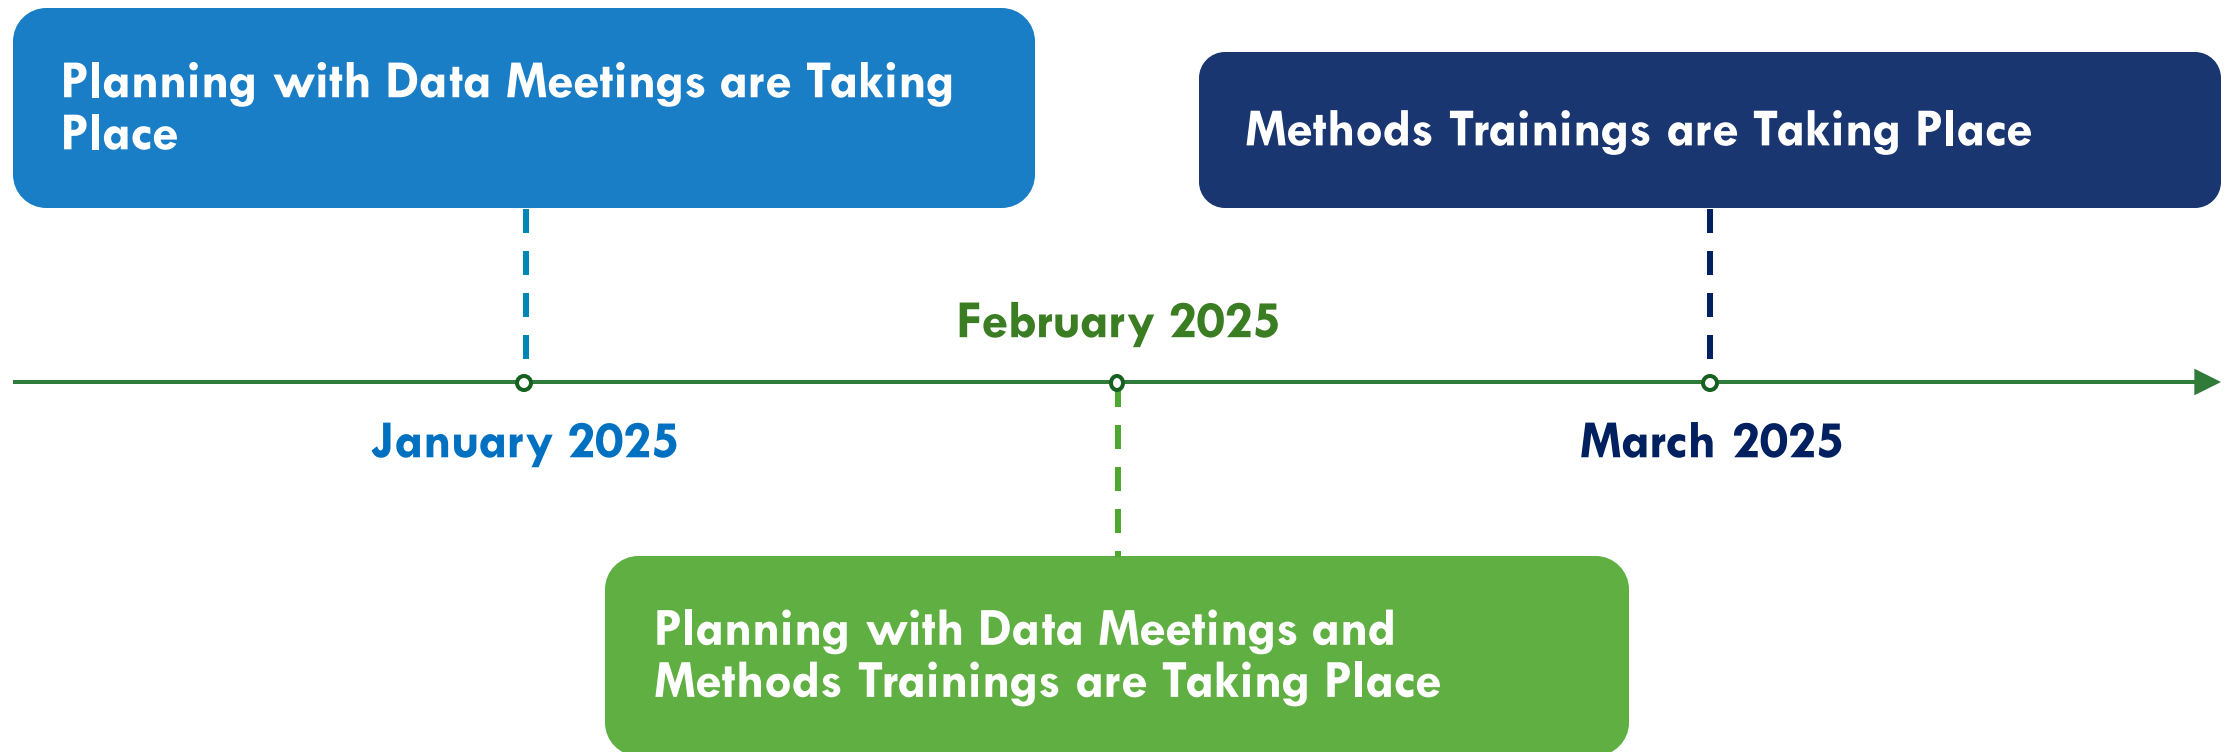 Planning with Data Meetings are Taking
Place
Methods Trainings are Taking Place
February 2025
January 2025
March 2025
Planning with Data Meetings and
Methods Trainings are Taking Place